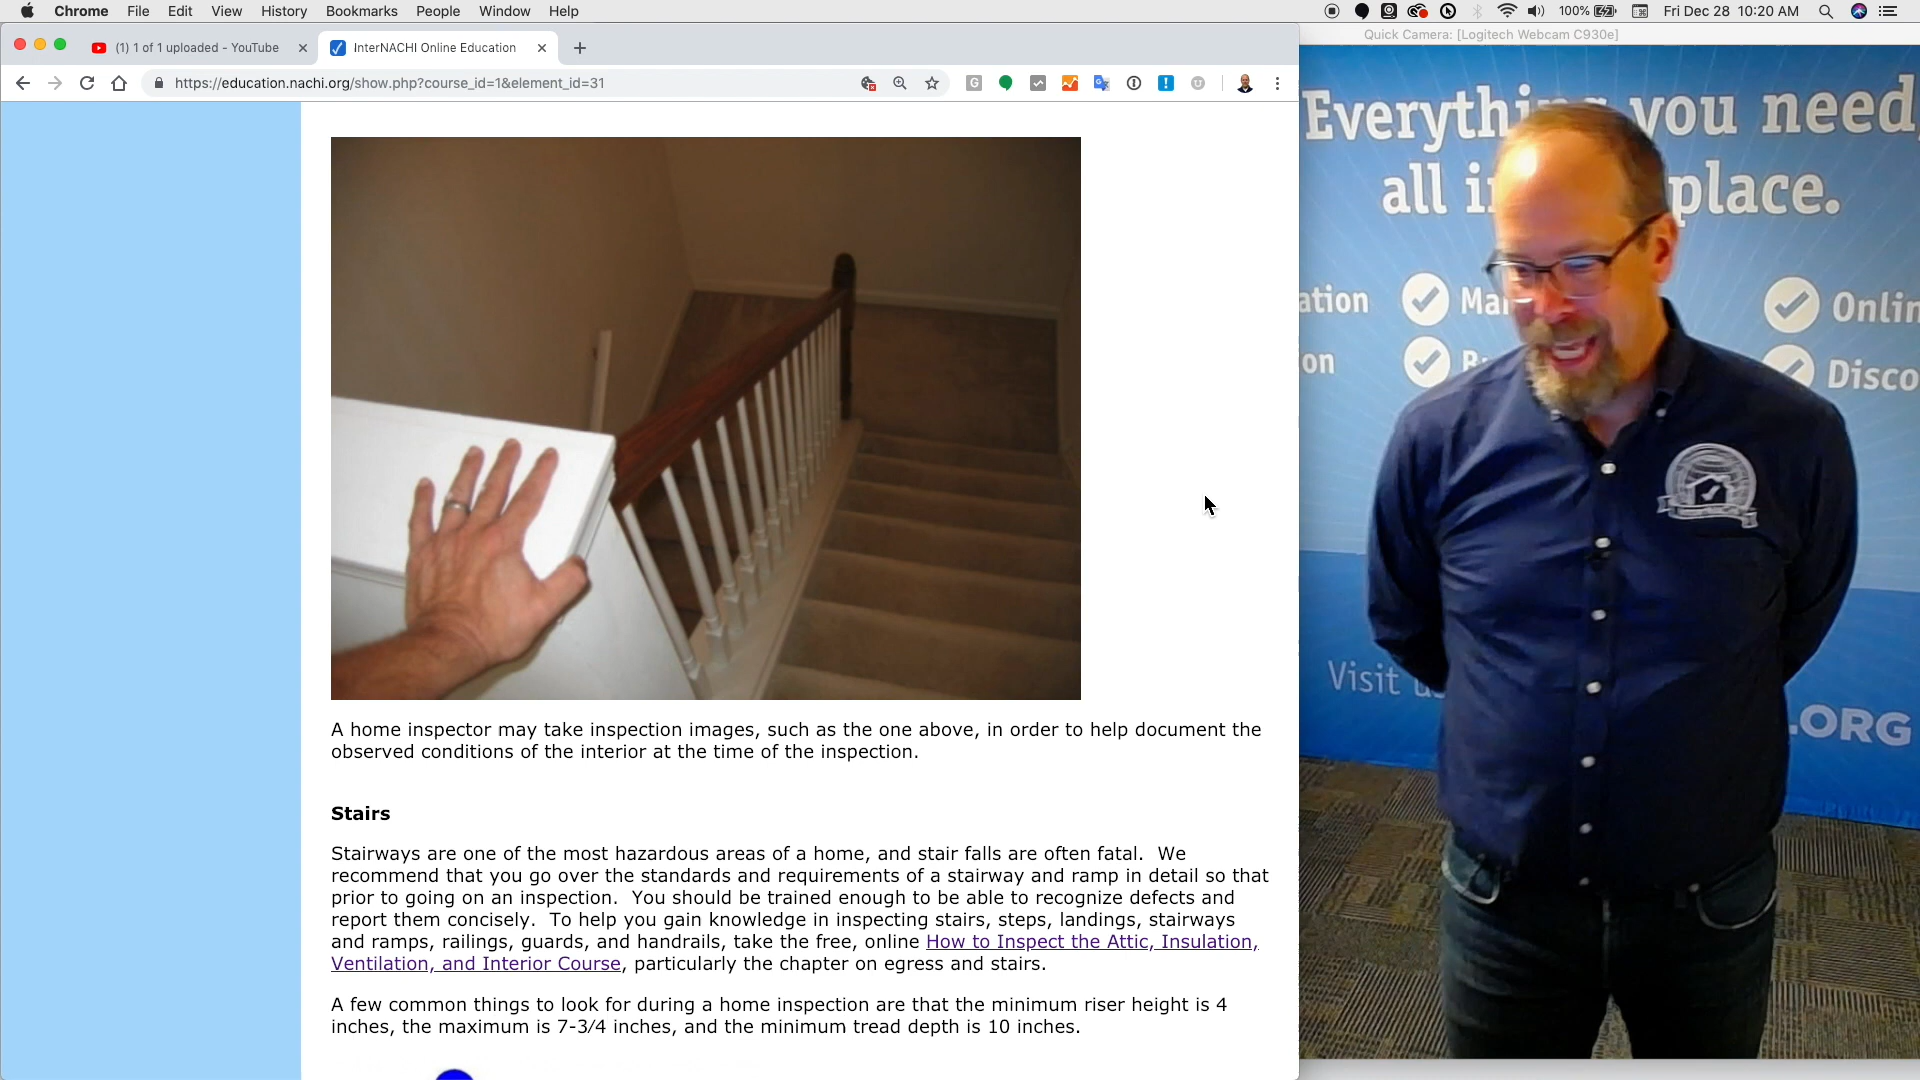 Chrome File Edit View History Bookmarks People Window Help
100% Fri Dec 28 10:20 AM
(1) 1 of 1 uploaded - YouTube
InterNACHI Online Education
Quick Camera: [Logitech Webcam C930e]
https://education.nachi.org/show.php?course_id=1&element_id=31
A home inspector may take inspection images, such as the one above, in order to help document the
observed conditions of the interior at the time of the inspection.
Stairs
Stairways are one of the most hazardous areas of a home, and stair falls are often fatal. We
recommend that you go over the standards and requirements of a stairway and ramp in detail so that
prior to going on an inspection. You should be trained enough to be able to recognize defects and
report them concisely. To help you gain knowledge in inspecting stairs, steps, landings, stairways
and ramps, railings, guards, and handrails, take the free, online How to Inspect the Attic, Insulation,
Ventilation, and Interior Course, particularly the chapter on egress and stairs.
A few common things to look for during a home inspection are that the minimum riser height is 4
inches, the maximum is 7-3/4 inches, and the minimum tread depth is 10 inches.
you need,
all place.
Visit
.ORG